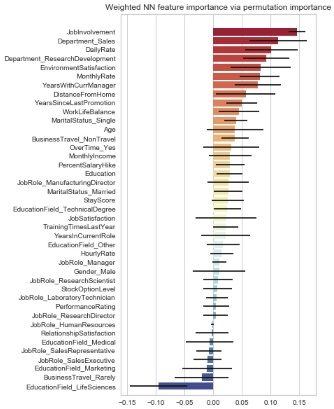 Weighted NN feature importance via permutation importance
JobInvolvement
Department_Sales
DailyRate
Department_ResearchDevelopment
EnvironmentSatisfaction
MonthlyRate
YearsWithCurrManager
DistanceFromHome
YearsSinceLastPromotion
WorkLifeBalance
MaritalStatus_Single
Age
BusinessTravel_NonTravel
OverTime_Yes
MonthlyIncome
PercentSalaryHike
Education
JobRole_ManufacturingDirector
MaritalStatus_Married
StayScore
EducationField_TechnicalDegree
JobSatisfaction
TrainingTimesLastYear
YearsInCurrentRole
EducationField_Other
HourlyRate
JobRole_Manager
Gender_Male
JobRole_ResearchScientist
StockOptionLevel
JobRole_LaboratoryTechnician
PerformanceRating
JobRole_ResearchDirector
JobRole_HumanResources
RelationshipSatisfaction
EducationField_Medical
JobRole_SalesRepresentative
JobRole_SalesExecutive
EducationField_Marketing
BusinessTravel_Rarely
EducationField_LifeSciences
−0.15 −0.10 −0.05 0.00 0.05 0.10 0.15